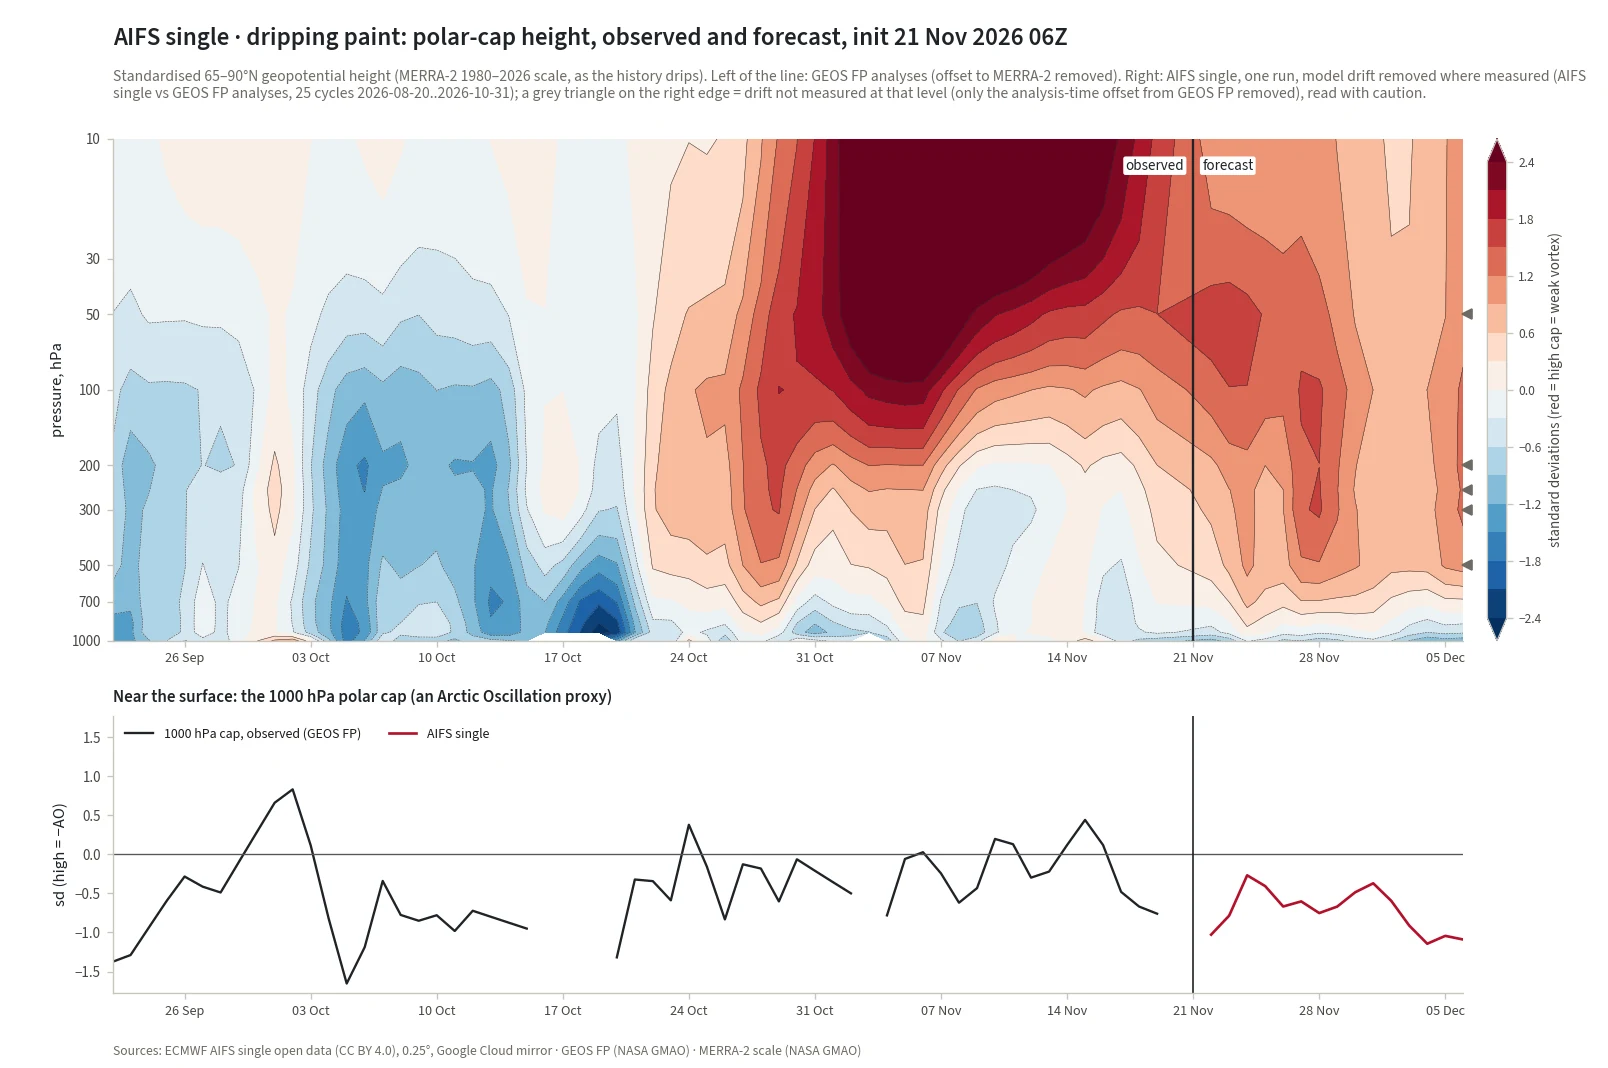 AIFS single · dripping paint: polar-cap height, observed and forecast, init 21 Nov 2026 06Z
Standardised 65–90°N geopotential height (MERRA-2 1980–2026 scale, as the history drips). Left of the line: GEOS FP analyses (offset to MERRA-2 removed). Right: AIFS single, one run, model drift removed where measured (AIFS
single vs GEOS FP analyses, 25 cycles 2026-08-20..2026-10-31); a grey triangle on the right edge = drift not measured at that level (only the analysis-time offset from GEOS FP removed), read with caution.
pressure, hPa
10
30
50
100
200
300
500
700
1000
observed
forecast
26 Sep
03 Oct
10 Oct
17 Oct
24 Oct
31 Oct
07 Nov
14 Nov
21 Nov
28 Nov
05 Dec
2.4
1.8
1.2
0.6
0.0
−0.6
−1.2
−1.8
−2.4
standard deviations (red = high cap = weak vortex)
Near the surface: the 1000 hPa polar cap (an Arctic Oscillation proxy)
1000 hPa cap, observed (GEOS FP)
AIFS single
sd (high = −AO)
1.5
1.0
0.5
0.0
−0.5
−1.0
−1.5
26 Sep
03 Oct
10 Oct
17 Oct
24 Oct
31 Oct
07 Nov
14 Nov
21 Nov
28 Nov
05 Dec
Sources: ECMWF AIFS single open data (CC BY 4.0), 0.25°, Google Cloud mirror · GEOS FP (NASA GMAO) · MERRA-2 scale (NASA GMAO)